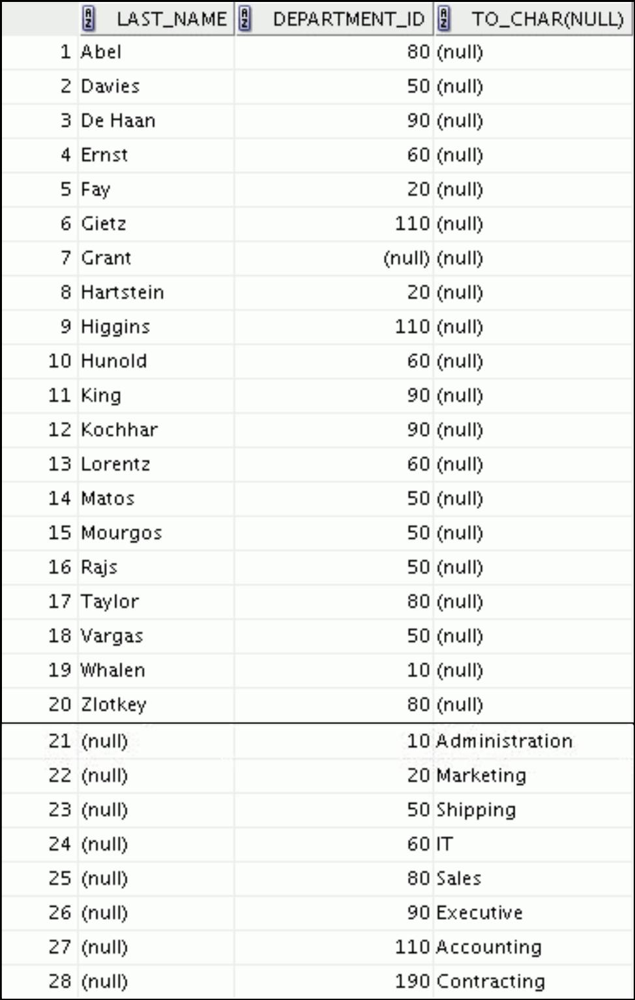 LAST_NAME DEPARTMENT_ID TO_CHAR(NULL)
1 Abel 80 (null)
2 Davies 50 (null)
3 De Haan 90 (null)
4 Ernst 60 (null)
5 Fay 20 (null)
6 Gietz 110 (null)
7 Grant (null) (null)
8 Hartstein 20 (null)
9 Higgins 110 (null)
10 Hunold 60 (null)
11 King 90 (null)
12 Kochhar 90 (null)
13 Lorentz 60 (null)
14 Matos 50 (null)
15 Mourgos 50 (null)
16 Rajs 50 (null)
17 Taylor 80 (null)
18 Vargas 50 (null)
19 Whalen 10 (null)
20 Zlotkey 80 (null)
21 (null) 10 Administration
22 (null) 20 Marketing
23 (null) 50 Shipping
24 (null) 60 IT
25 (null) 80 Sales
26 (null) 90 Executive
27 (null) 110 Accounting
28 (null) 190 Contracting